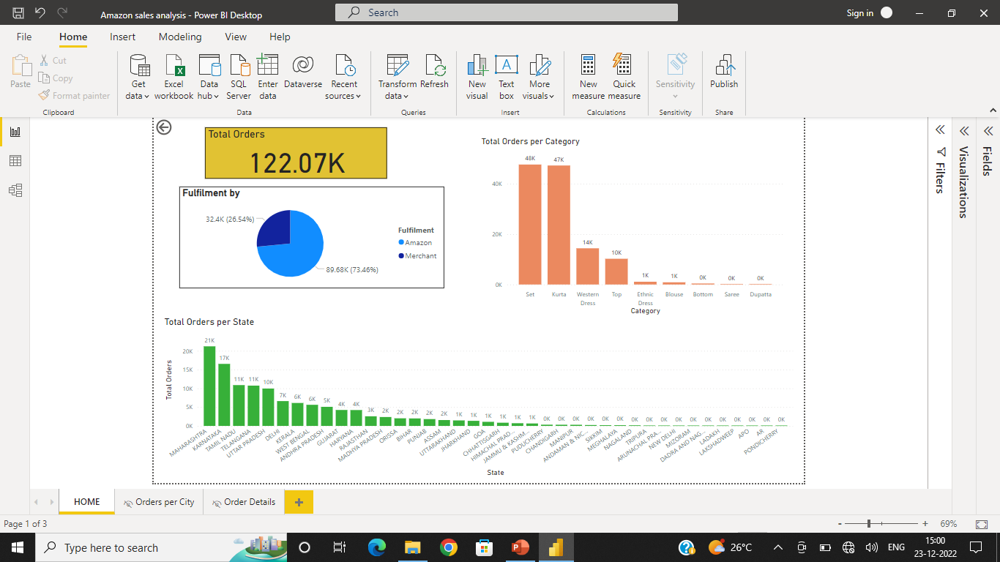 Amazon sales analysis - Power BI Desktop
Search
Sign in
File Home Insert Modeling View Help
Paste
Cut
Copy
Format painter
Clipboard
Get data
Excel workbook
Data hub
SQL Server
Enter data
Dataverse
Recent sources
Data
Transform data
Refresh
Queries
New visual
Text box
More visuals
Insert
New measure
Quick measure
Calculations
Sensitivity
Sensitivity
Publish
Share
Total Orders
122.07K
Fulfilment by
32.4K (26.54%)
89.68K (73.46%)
Fulfilment
Amazon
Merchant
Total Orders per Category
40K
20K
0K
48K 47K 14K 10K 1K 1K 0K 0K 0K
Set Kurta Western Dress Top Ethnic Dress Blouse Bottom Saree Dupatta
Category
Total Orders per State
Total Orders
20K
15K
10K
5K
0K
21K 17K 11K 11K 10K 7K 6K 6K 5K 4K 4K 3K 2K 2K 2K 2K 2K 1K 1K 1K 1K 1K 1K 0K 0K 0K 0K 0K 0K 0K 0K 0K 0K 0K 0K 0K 0K 0K 0K 0K
MAHARASHTRA
KARNATAKA
TAMIL NADU
TELANGANA
UTTAR PRADESH
DELHI
KERALA
WEST BENGAL
ANDHRA PRADESH
GUJARAT
HARYANA
RAJASTHAN
MADHYA PRADESH
ORISSA
BIHAR
PUNJAB
ASSAM
UTTARAKHAND
JHARKHAND
GOA
CHHATTISGARH
HIMACHAL PRAD...
JAMMU & KASHM...
PUDUCHERRY
CHANDIGARH
MANIPUR
ANDAMAN & NIC...
SIKKIM
MEGHALAYA
NAGALAND
TRIPURA
ARUNACHAL PRA...
NEW DELHI
MIZORAM
DADRA AND NAG...
LADAKH
LAKSHADWEEP
APO
AR
PONDICHERRY
State
Filters
Visualizations
Fields
HOME
Orders per City
Order Details
+
Page 1 of 3
- + 69%
Type here to search
26°C
ENG
15:00
23-12-2022